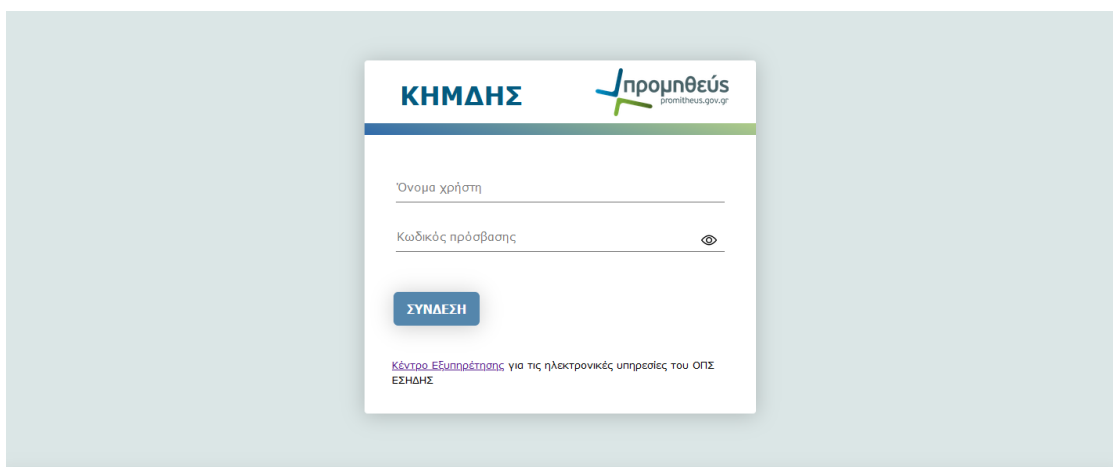 ΚΗΜΔΗΣ
προμηθεύς
promitheus.gov.gr
Όνομα χρήστη
Κωδικός πρόσβασης
ΣΥΝΔΕΣΗ
Κέντρο Εξυπηρέτησης για τις ηλεκτρονικές υπηρεσίες του ΟΠΣ
ΕΣΗΔΗΣ